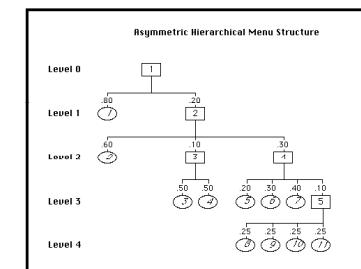 Asymmetric Hierarchical Menu Structure
Level 0 1
.80 .20
Level 1 1 2
.60 .10 .30
Level 2 2 3 4
.50 .50 .20 .30 .40 .10
Level 3 3 4 5 6 7 5
.25 .25 .25 .25
Level 4 8 9 10 11